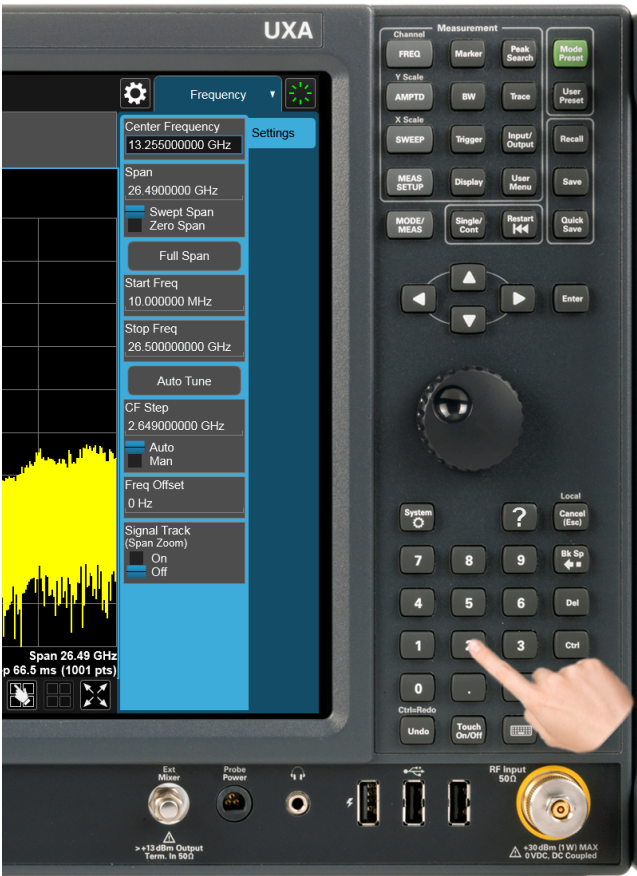 UXA
Frequency
Settings
Center Frequency
13.255000000 GHz
Span
26.4900000 GHz
Swept Span
Zero Span
Full Span
Start Freq
10.000000 MHz
Stop Freq
26.500000000 GHz
Auto Tune
CF Step
2.649000000 GHz
Auto
Man
Freq Offset
0 Hz
Signal Track
(Span Zoom)
On
Off
Span 26.49 GHz
p 66.5 ms (1001 pts)
Measurement
Channel
FREQ
Marker
Peak
Search
Mode
Preset
Y Scale
AMPTD
BW
Trace
User
Preset
X Scale
SWEEP
Trigger
Input/
Output
Recall
MEAS
SETUP
Display
User
Menu
Save
MODE/
MEAS
Single/
Cont
Restart
Quick
Save
Enter
System
?
Local
Cancel
(Esc)
7
8
9
Bk Sp
4
5
6
Del
1
2
3
Ctrl
0
.
Ctrl=Redo
Undo
Touch
On/Off
Ext
Mixer
Probe
Power
RF Input
50Ω
>+13dBm Output
Term. In 50Ω
+30 dBm (1W) MAX
0VDC, DC Coupled